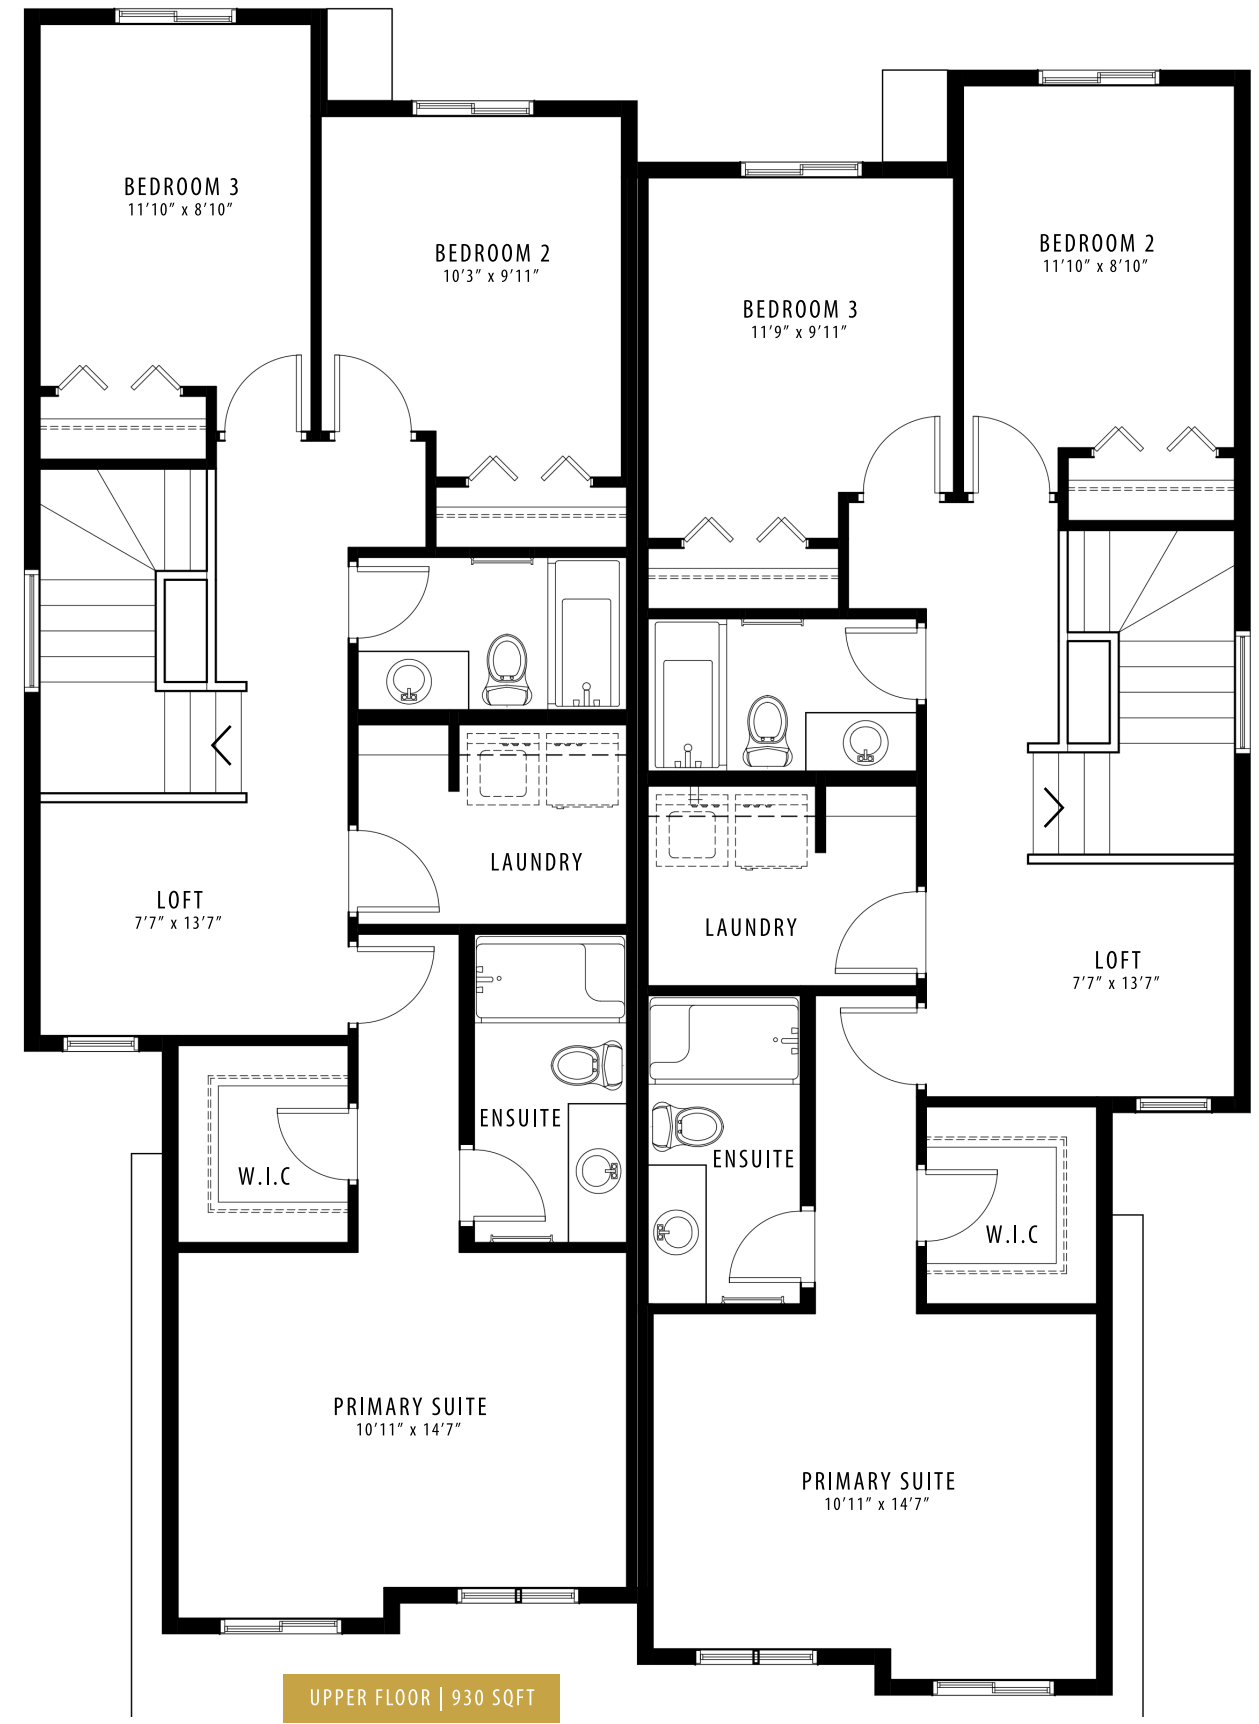 BEDROOM 3
11'10" x 8'10"
BEDROOM 2
10'3" x 9'11"
BEDROOM 2
11'10" x 8'10"
BEDROOM 3
11'9" x 9'11"
LAUNDRY
LOFT
7'7" x 13'7"
LAUNDRY
LOFT
7'7" x 13'7"
ENSUITE
W.I.C
ENSUITE
W.I.C
PRIMARY SUITE
10'11" x 14'7"
PRIMARY SUITE
10'11" x 14'7"
UPPER FLOOR | 930 SQFT